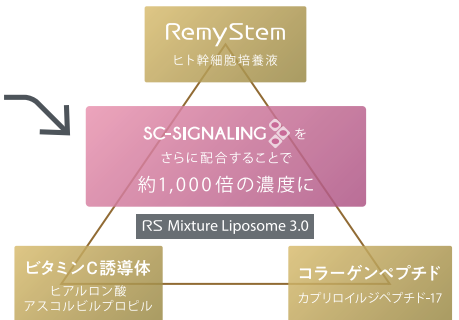 RemyStem
ヒト幹細胞培養液
SC-SIGNALING を
さらに配合することで
約1,000倍の濃度に
RS Mixture Liposome 3.0
ビタミンC誘導体
ヒアルロン酸
アスコルビルプロピル
コラーゲンペプチド
カプリロイルジペプチド-17